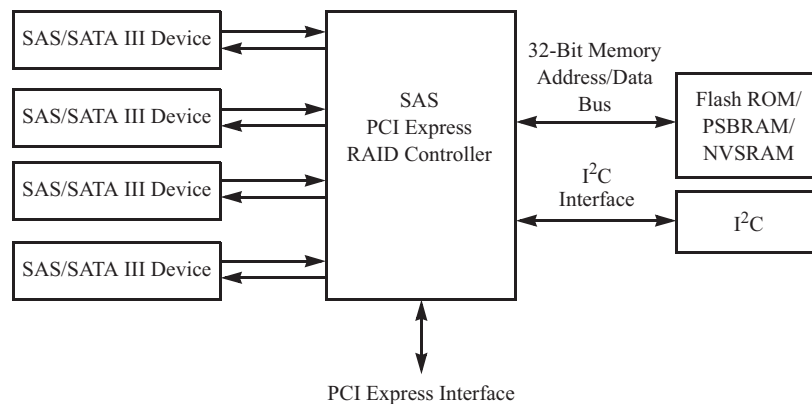 SAS/SATA III Device
SAS/SATA III Device
SAS/SATA III Device
SAS/SATA III Device
SAS
PCI Express
RAID Controller
32-Bit Memory
Address/Data
Bus
I²C
Interface
Flash ROM/
PSBRAM/
NVSRAM
I²C
PCI Express Interface